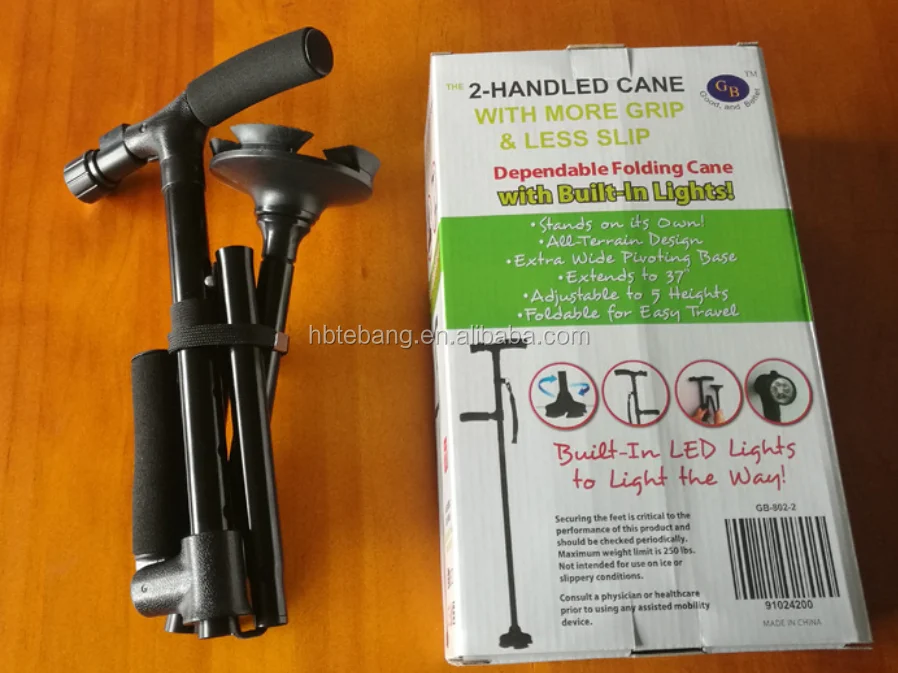 THE 2-HANDLED CANE
WITH MORE GRIP
& LESS SLIP
GB TM
Good, and Better
Dependable Folding Cane
with Built-In Lights!
• Stands on its Own!
• All-Terrain Design
• Extra Wide Pivoting Base
• Extends to 37"
• Adjustable to 5 Heights
• Foldable for Easy Travel
hbtebang.en.alibaba.com
Built-In LED Lights
to Light the Way!
GB-802-2
Securing the feet is critical to the
performance of this product and
should be checked periodically.
Maximum weight limit is 250 lbs.
Not intended for use on ice or
slippery conditions.
Consult a physician or healthcare
prior to using any assisted mobility
device.
91024200
MADE IN CHINA